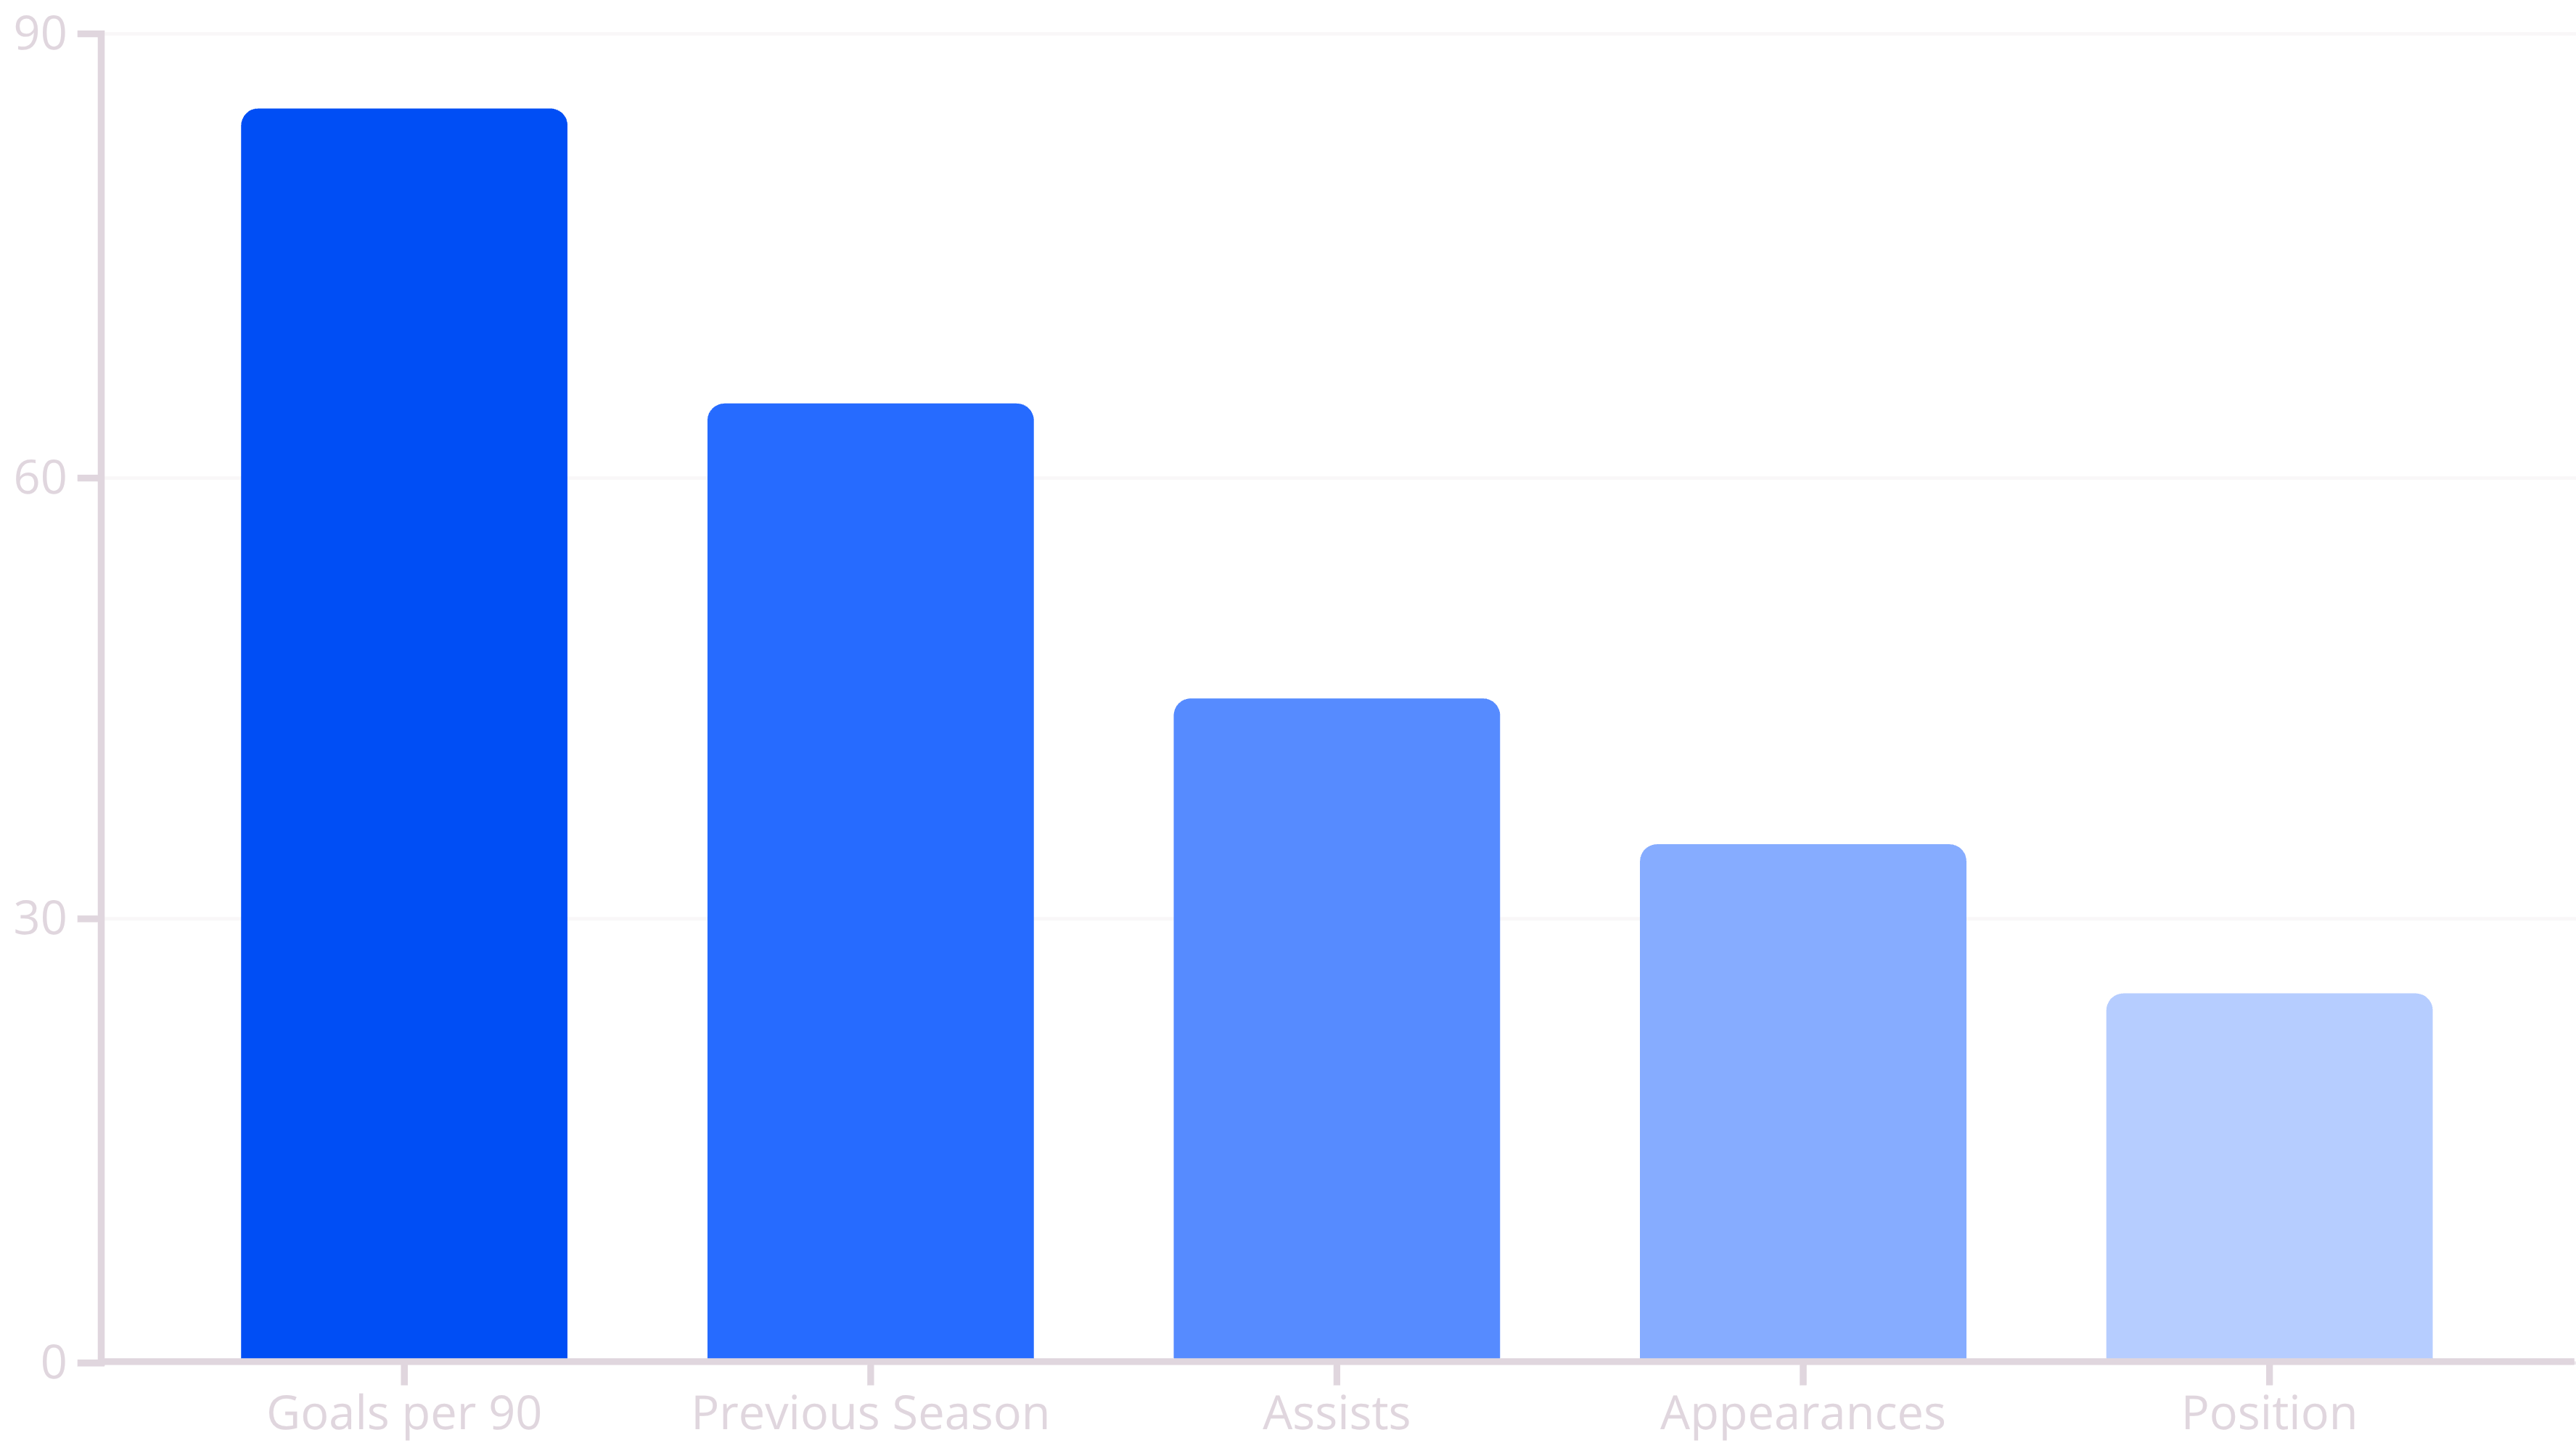 90
60
30
0
Goals per 90
Previous Season
Assists
Appearances
Position